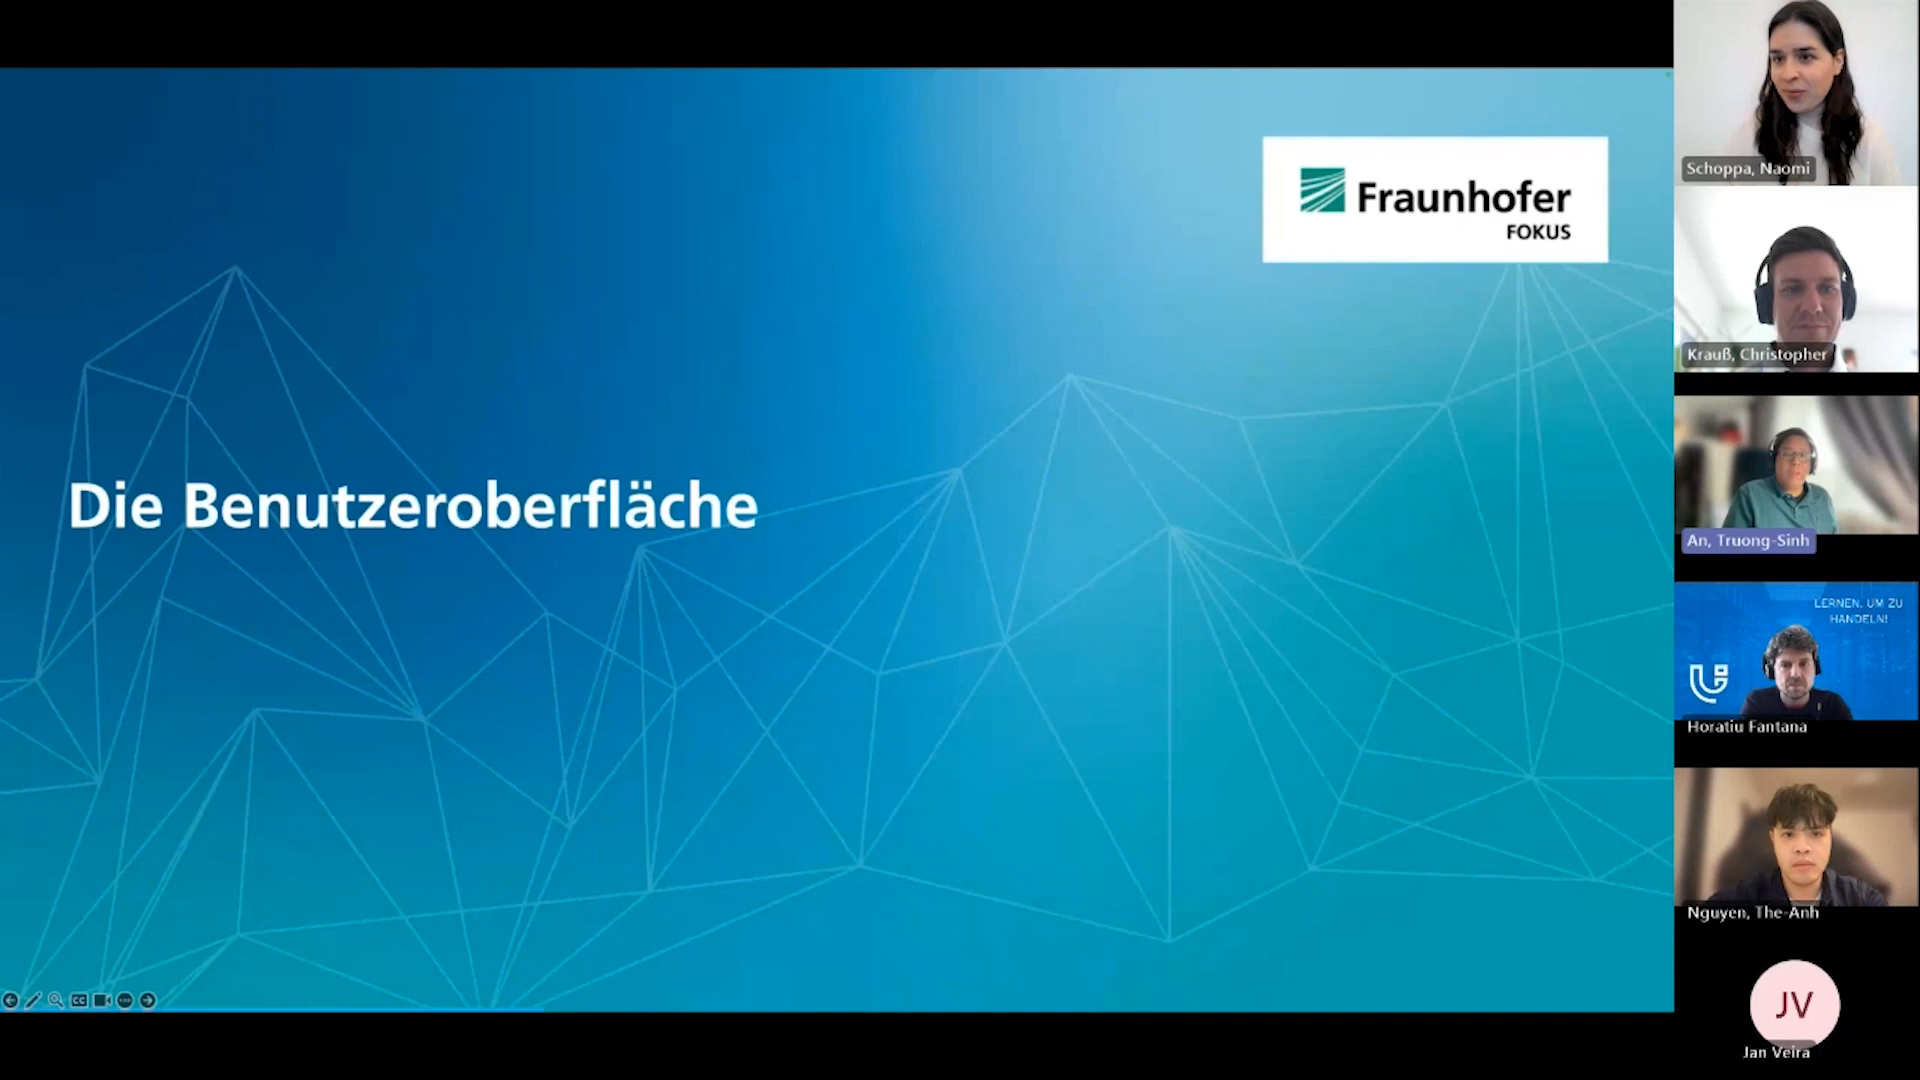 Fraunhofer
FOKUS
Die Benutzeroberfläche
CC
Schoppa, Naomi
Krauß, Christopher
An, Truong-Sinh
LERNEN, UM ZU
HANDELN!
Horatiu Fantana
Nguyen, The-Anh
JV
Jan Veira